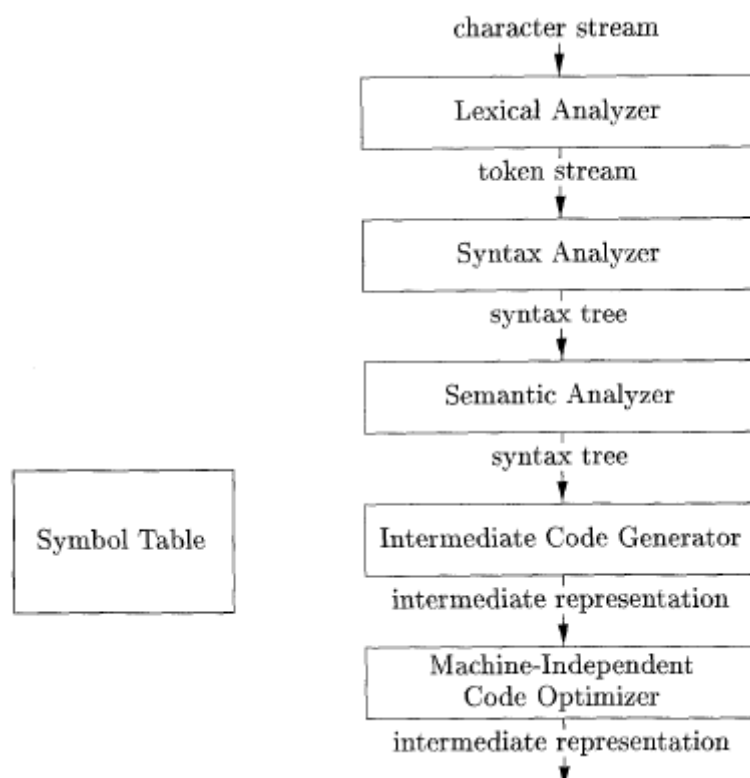 character stream
Lexical Analyzer
token stream
Syntax Analyzer
syntax tree
Semantic Analyzer
syntax tree
Symbol Table
Intermediate Code Generator
intermediate representation
Machine-Independent
Code Optimizer
intermediate representation